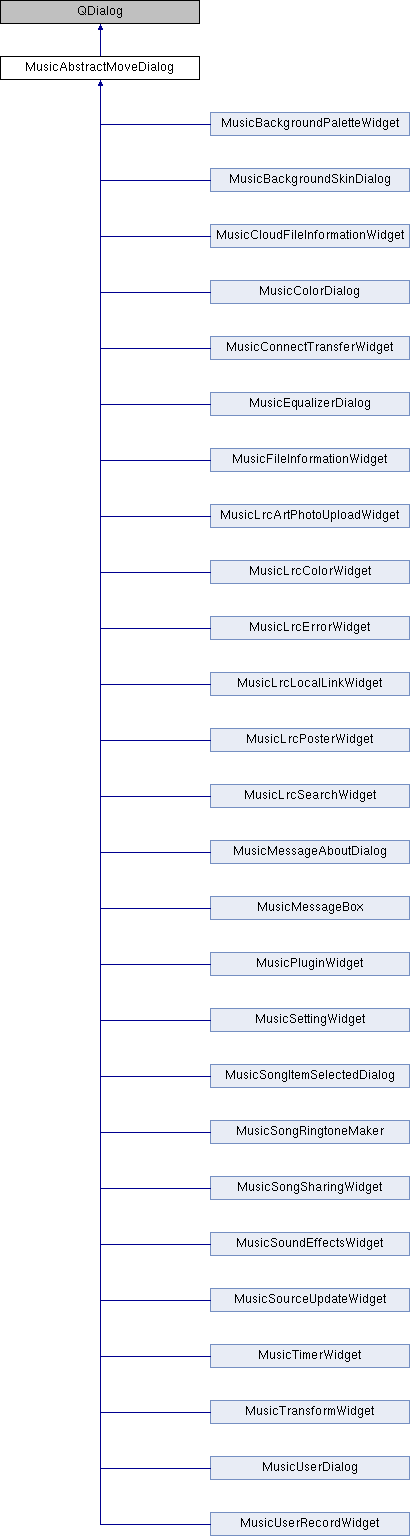 QDialog
MusicAbstractMoveDialog
MusicBackgroundPaletteWidget
MusicBackgroundSkinDialog
MusicCloudFileInformationWidget
MusicColorDialog
MusicConnectTransferWidget
MusicEqualizerDialog
MusicFileInformationWidget
MusicLrcArtPhotoUploadWidget
MusicLrcColorWidget
MusicLrcErrorWidget
MusicLrcLocalLinkWidget
MusicLrcPosterWidget
MusicLrcSearchWidget
MusicMessageAboutDialog
MusicMessageBox
MusicPluginWidget
MusicSettingWidget
MusicSongItemSelectedDialog
MusicSongRingtoneMaker
MusicSongSharingWidget
MusicSoundEffectsWidget
MusicSourceUpdateWidget
MusicTimerWidget
MusicTransformWidget
MusicUserDialog
MusicUserRecordWidget